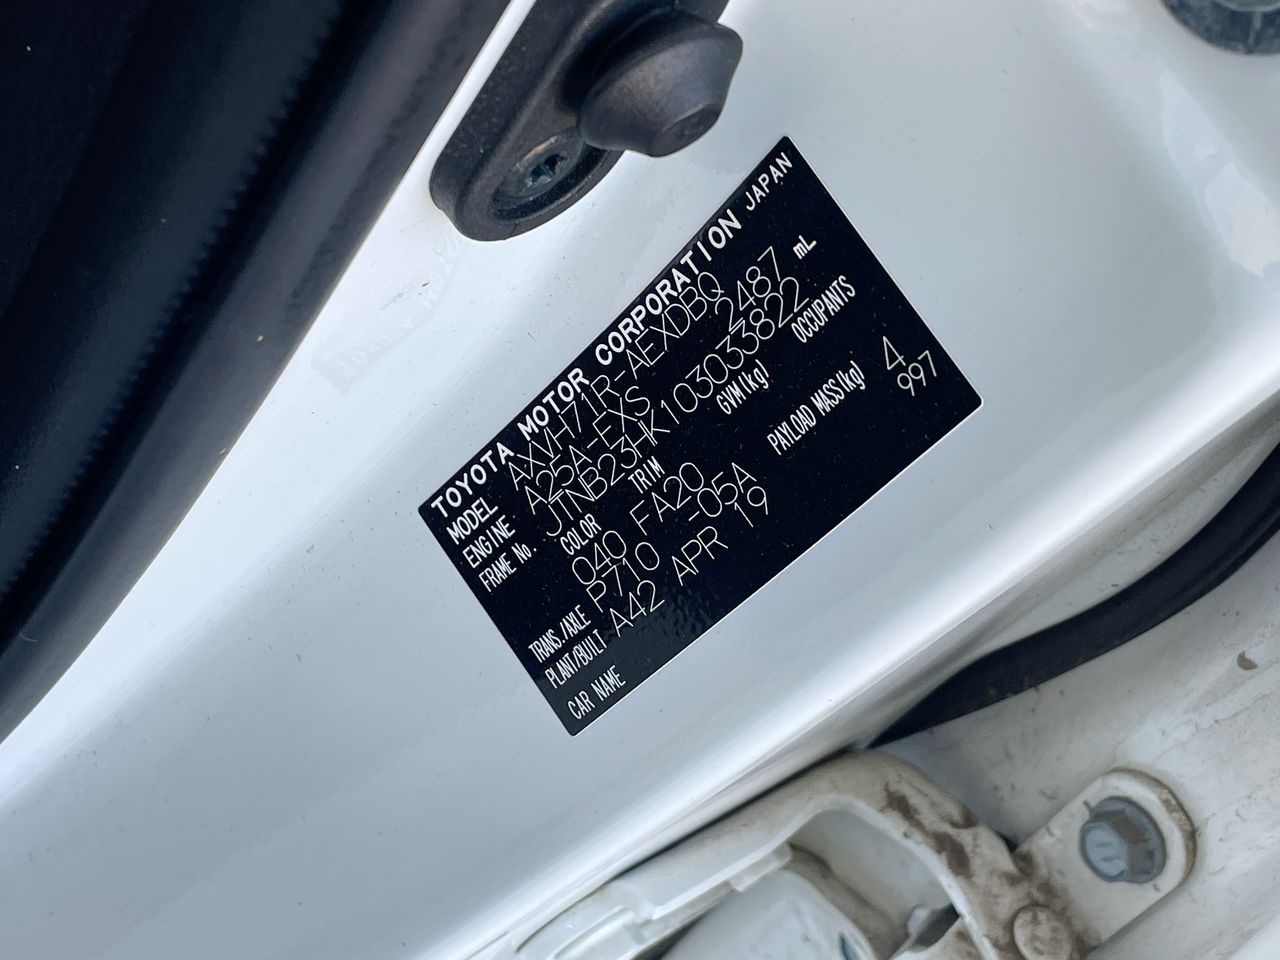 TOYOTA MOTOR CORPORATION JAPAN
MODEL AXVH71R-AEXDBQ
ENGINE A25A-FXS 2487 mL
FRAME No. JTNB23HK103033822
COLOR TRIM GVM(kg) OCCUPANTS
040 FA20 4
TRANS./AXLE P710 -05A PAYLOAD MASS(kg) 997
PLANT/BUILT A42 APR 19
CAR NAME